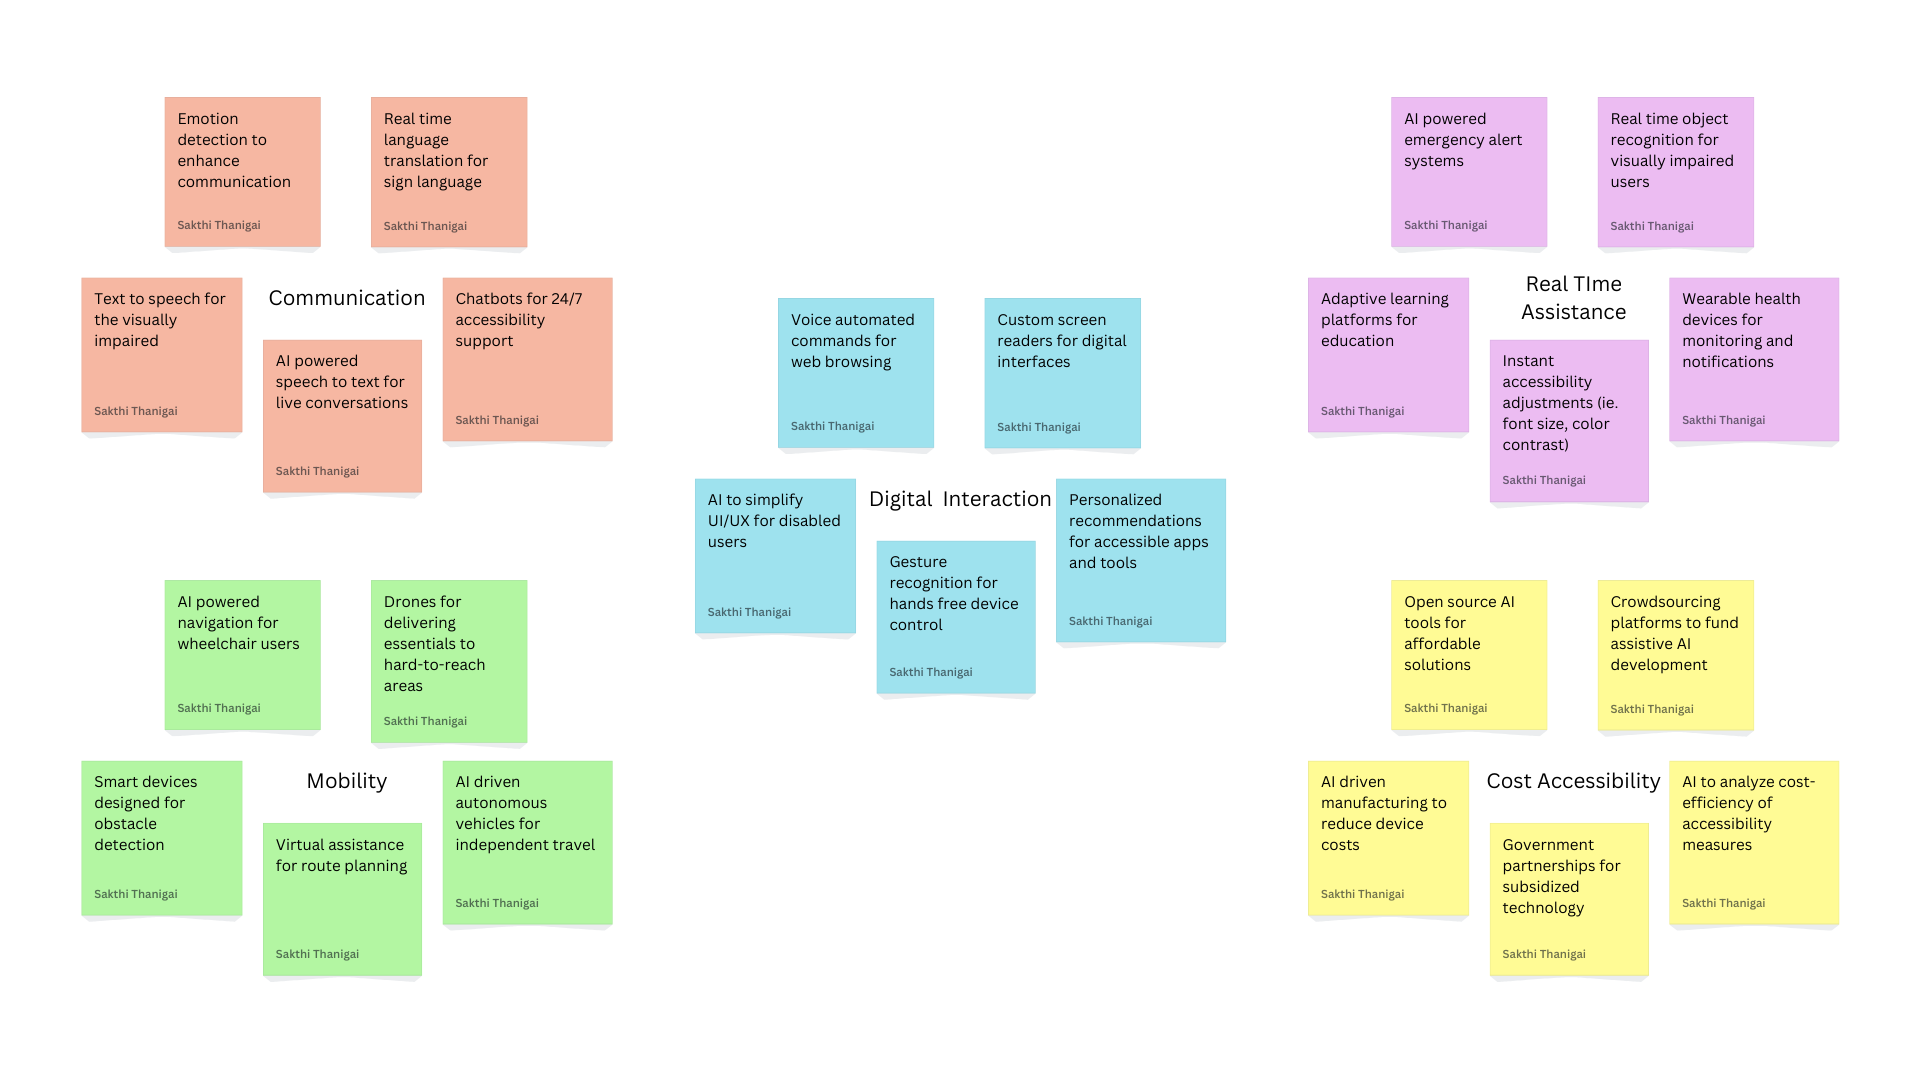 Emotion
detection to
enhance
communication
Sakthi Thanigai
Real time
language
translation for
sign language
Sakthi Thanigai
Text to speech for
the visually
impaired
Sakthi Thanigai
Communication
AI powered
speech to text for
live conversations
Sakthi Thanigai
Chatbots for 24/7
accessibility
support
Sakthi Thanigai
AI powered
navigation for
wheelchair users
Sakthi Thanigai
Drones for
delivering
essentials to
hard-to-reach
areas
Sakthi Thanigai
Smart devices
designed for
obstacle
detection
Sakthi Thanigai
Mobility
Virtual assistance
for route planning
Sakthi Thanigai
AI driven
autonomous
vehicles for
independent travel
Sakthi Thanigai
Voice automated
commands for
web browsing
Sakthi Thanigai
Custom screen
readers for digital
interfaces
Sakthi Thanigai
AI to simplify
UI/UX for disabled
users
Sakthi Thanigai
Digital Interaction
Gesture
recognition for
hands free device
control
Sakthi Thanigai
Personalized
recommendations
for accessible apps
and tools
Sakthi Thanigai
AI powered
emergency alert
systems
Sakthi Thanigai
Real time object
recognition for
visually impaired
users
Sakthi Thanigai
Adaptive learning
platforms for
education
Sakthi Thanigai
Real TIme
Assistance
Instant
accessibility
adjustments (ie.
font size, color
contrast)
Sakthi Thanigai
Wearable health
devices for
monitoring and
notifications
Sakthi Thanigai
Open source AI
tools for
affordable
solutions
Sakthi Thanigai
Crowdsourcing
platforms to fund
assistive AI
development
Sakthi Thanigai
AI driven
manufacturing to
reduce device
costs
Sakthi Thanigai
Cost Accessibility
Government
partnerships for
subsidized
technology
Sakthi Thanigai
AI to analyze cost-
efficiency of
accessibility
measures
Sakthi Thanigai